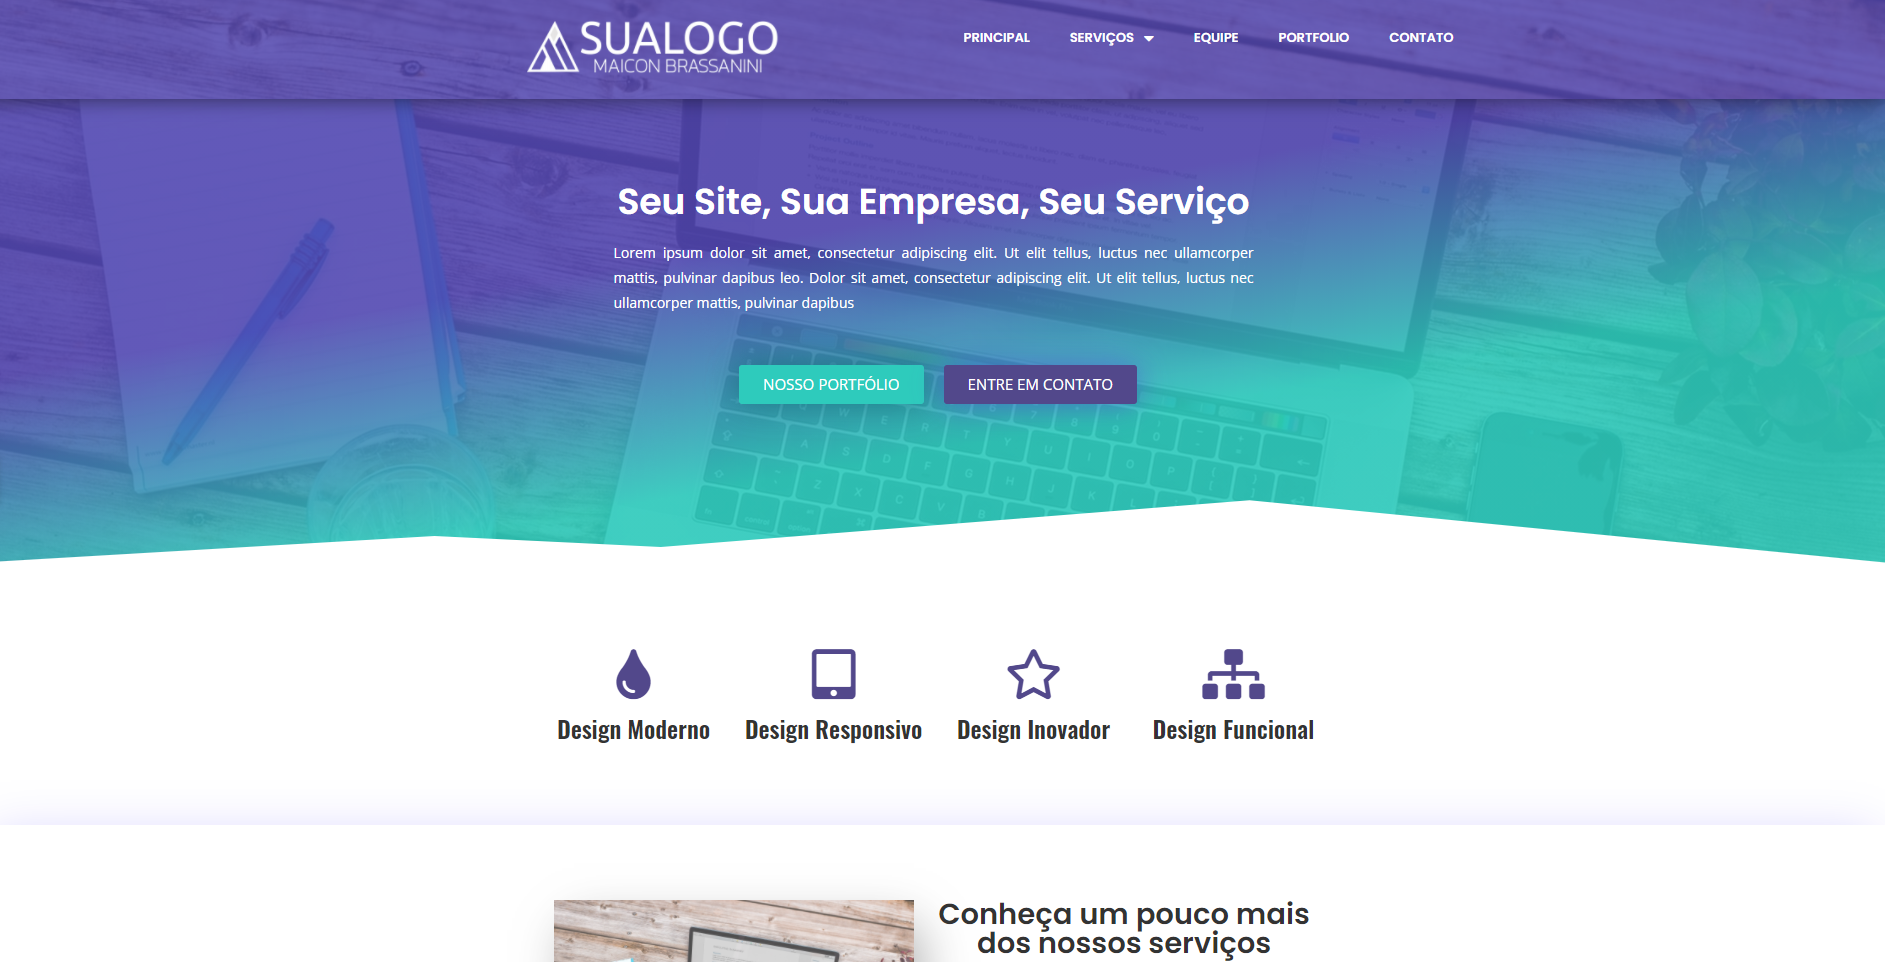 SUALOGO
MAICON BRASSANINI
PRINCIPAL
SERVIÇOS
EQUIPE
PORTFOLIO
CONTATO
Seu Site, Sua Empresa, Seu Serviço
Lorem ipsum dolor sit amet, consectetur adipiscing elit. Ut elit tellus, luctus nec ullamcorper
mattis, pulvinar dapibus leo. Dolor sit amet, consectetur adipiscing elit. Ut elit tellus, luctus nec
ullamcorper mattis, pulvinar dapibus
NOSSO PORTFÓLIO
ENTRE EM CONTATO
Design Moderno
Design Responsivo
Design Inovador
Design Funcional
Conheça um pouco mais
dos nossos serviços